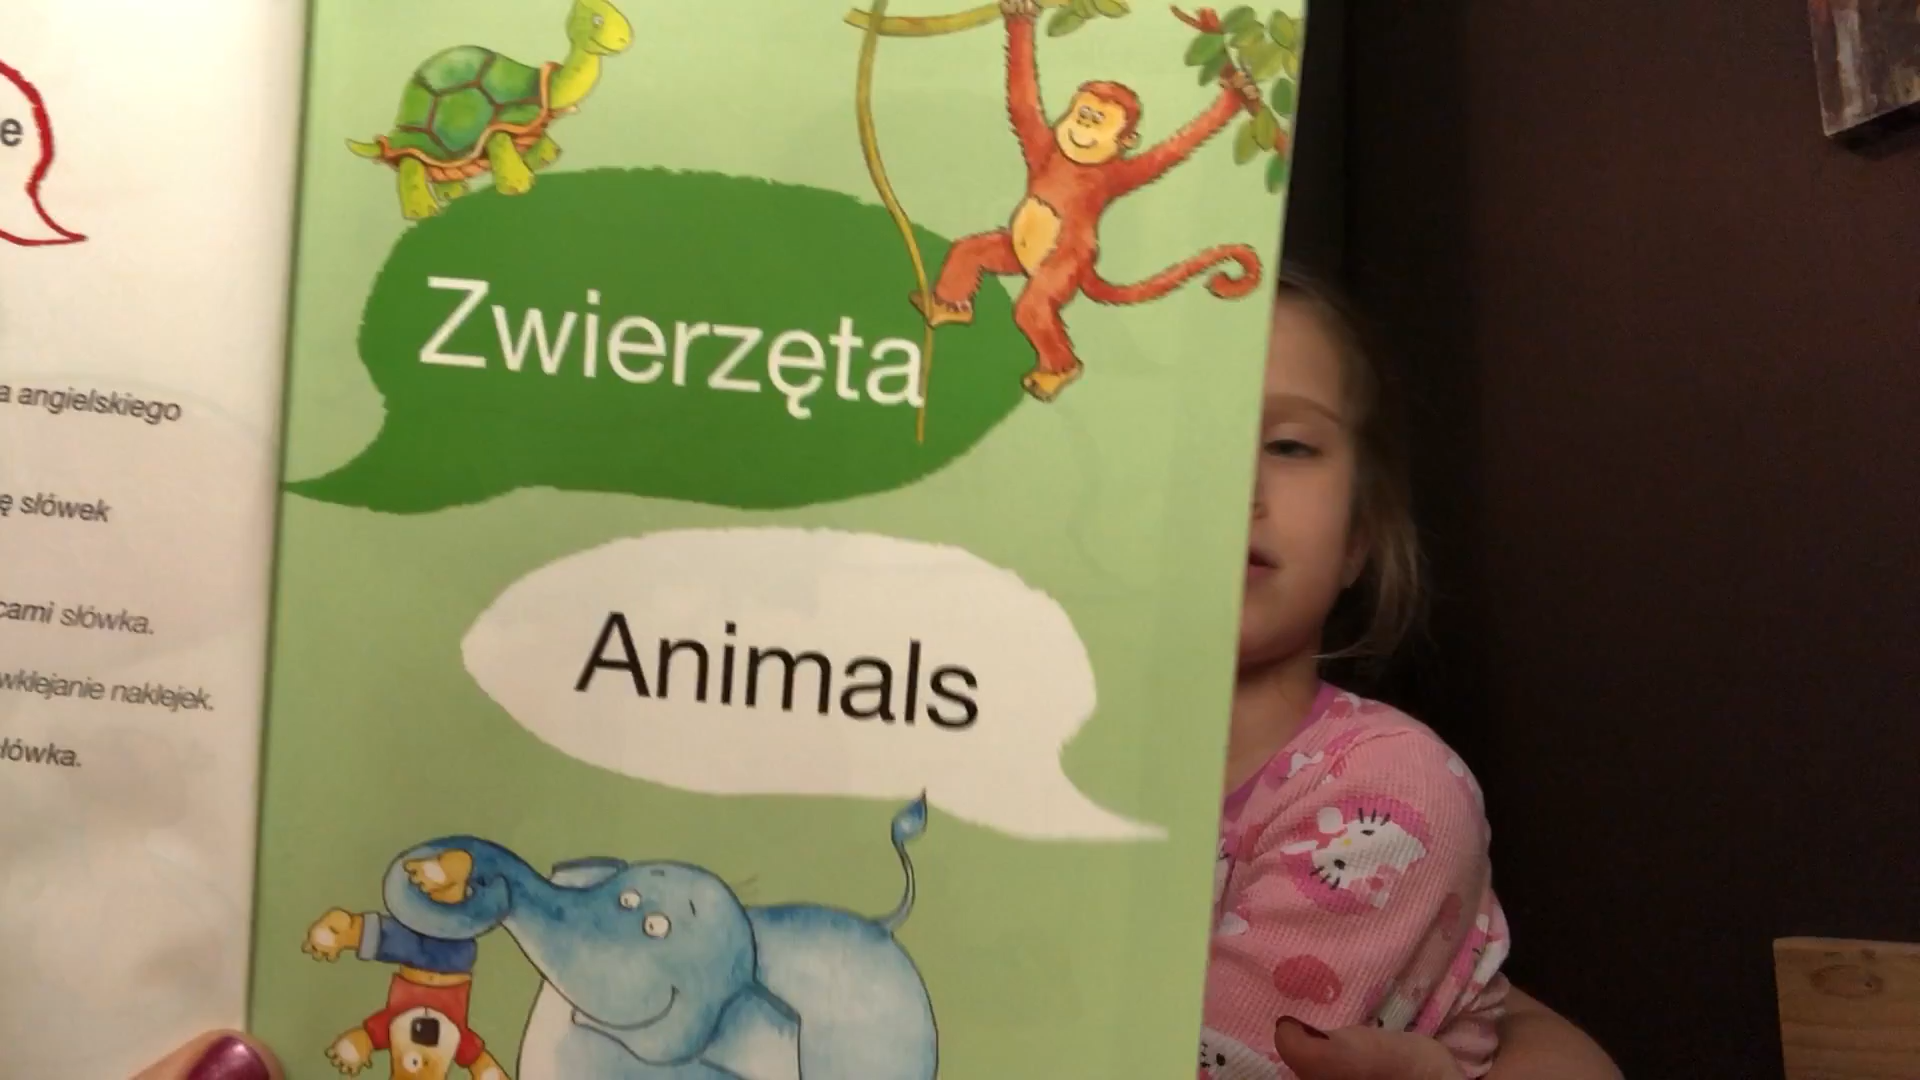 e
a angielskiego
ę słówek
cami słówka.
wklejanie naklejek.
łówka.
Zwierzęta
Animals